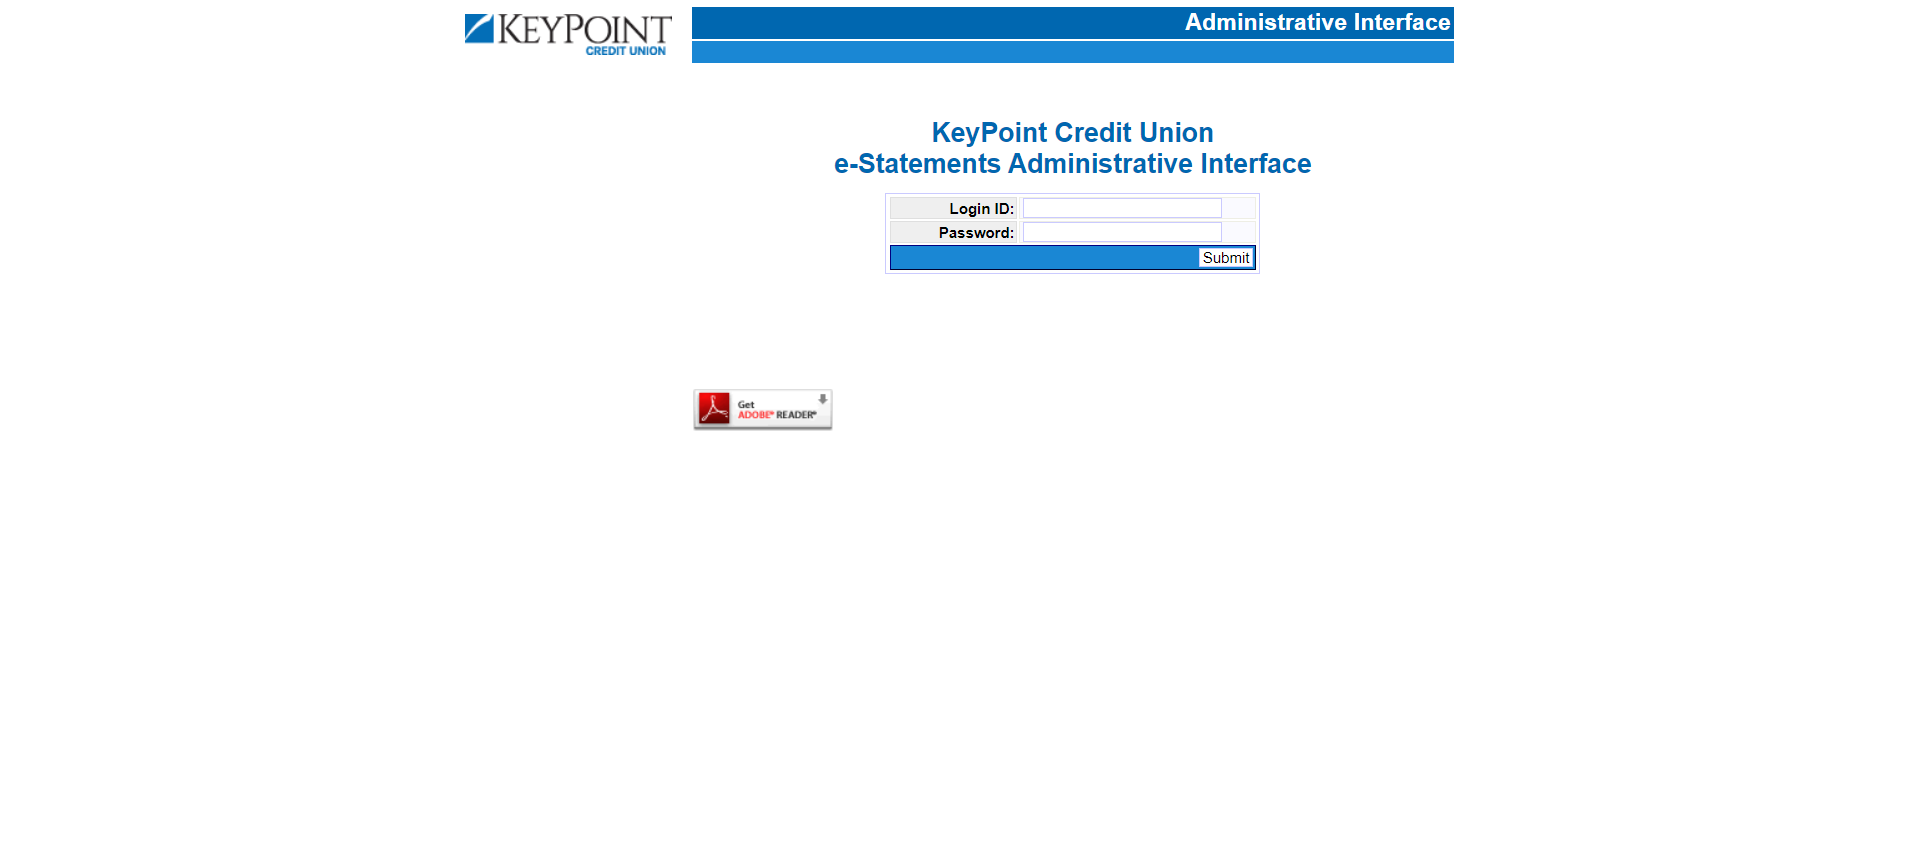 KEYPOINT
CREDIT UNION
Administrative Interface
KeyPoint Credit Union
e-Statements Administrative Interface
Login ID:
Password:
Submit
Get
ADOBE® READER®